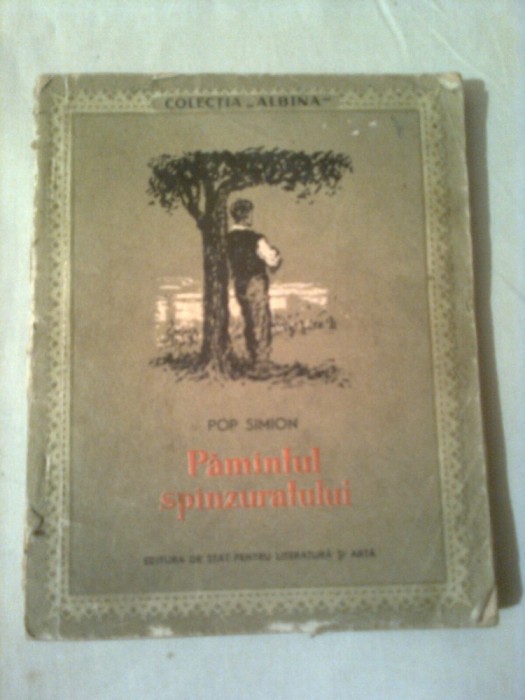 COLECȚIA „ALBINA"
POP SIMION
Pămîntul
spînzuratului
EDITURA DE STAT PENTRU LITERATURĂ ȘI ARTĂ